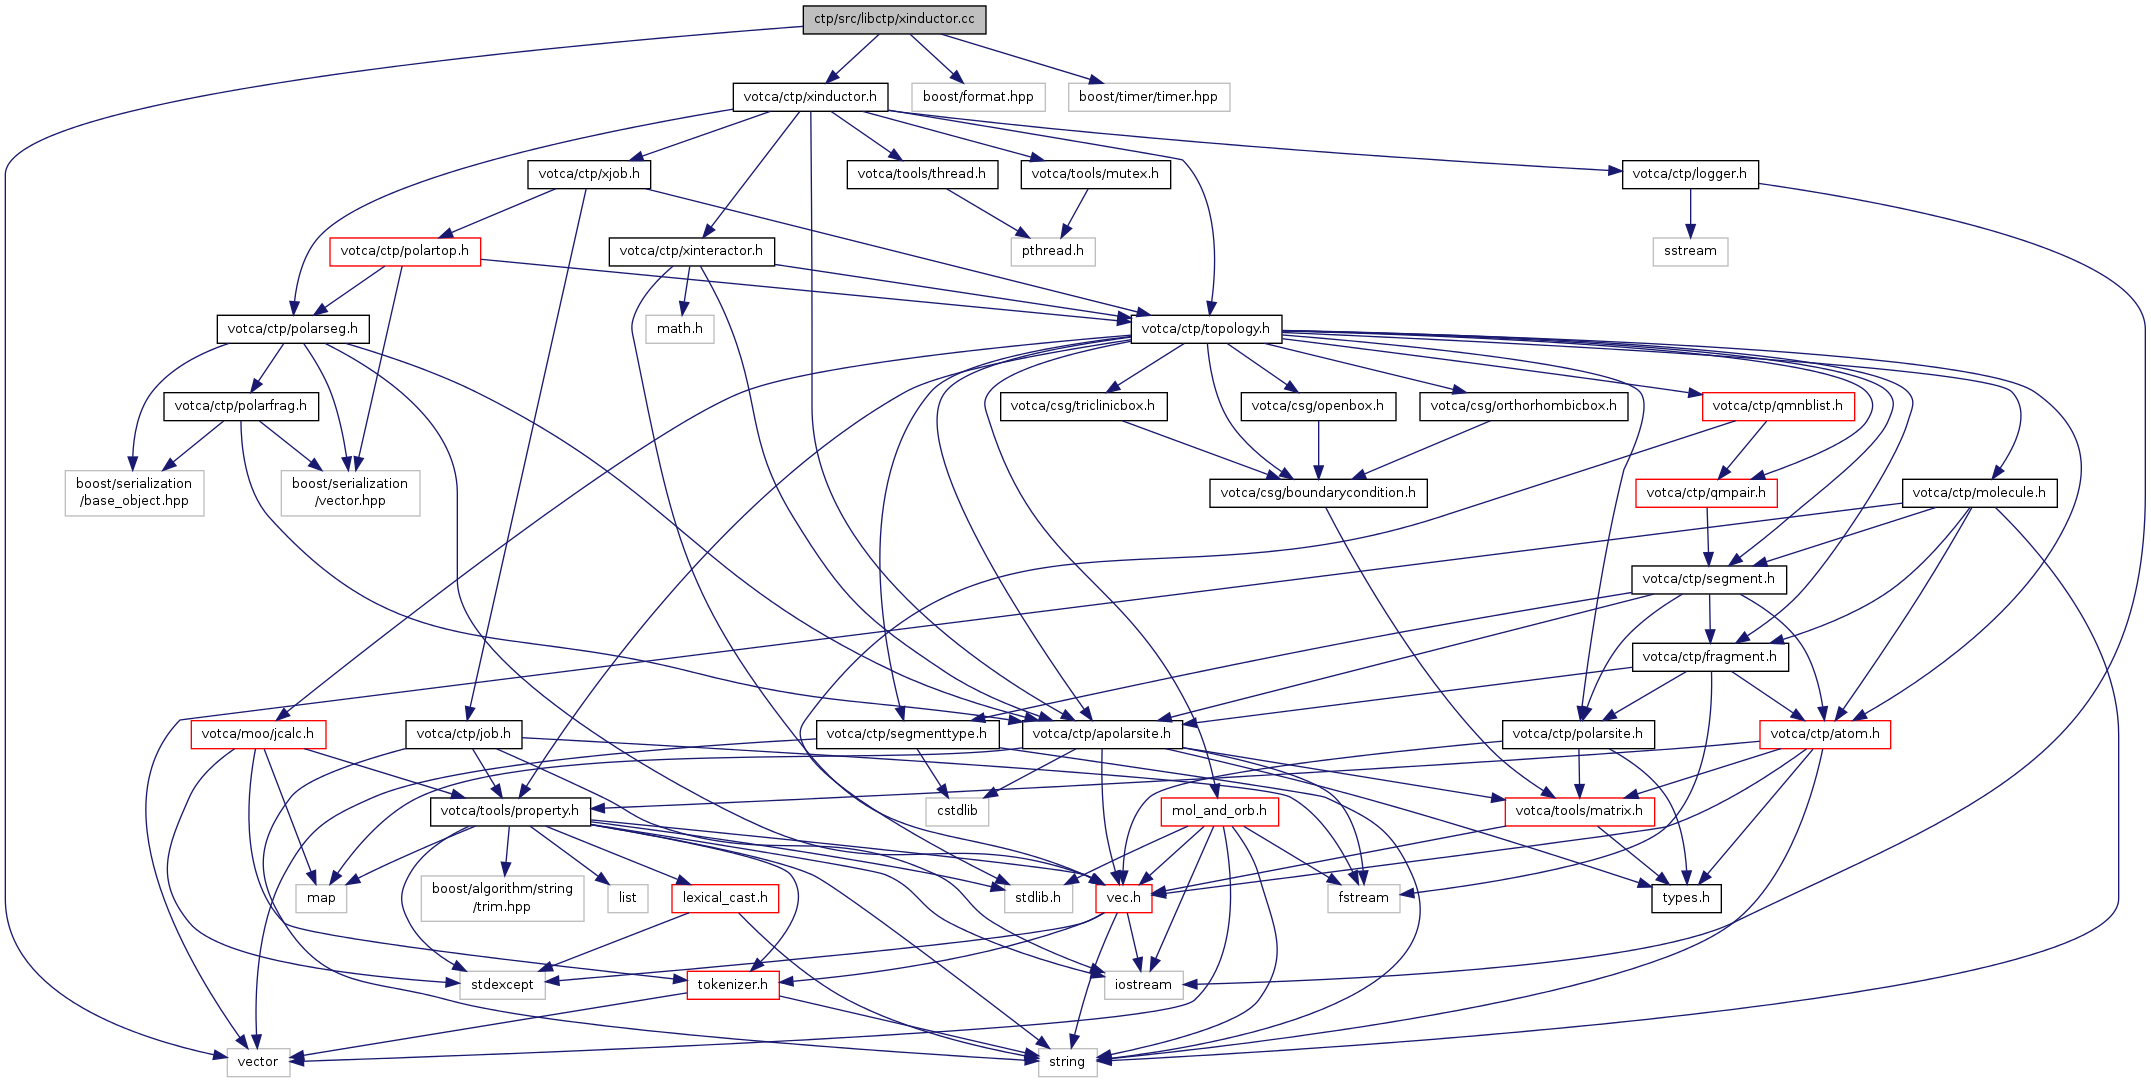 ctp/src/libctp/xinductor.cc
votca/ctp/xinductor.h
boost/format.hpp
boost/timer/timer.hpp
votca/ctp/xjob.h
votca/tools/thread.h
votca/tools/mutex.h
votca/ctp/logger.h
votca/ctp/polartop.h
votca/ctp/xinteractor.h
pthread.h
sstream
votca/ctp/polarseg.h
math.h
votca/ctp/topology.h
votca/ctp/polarfrag.h
votca/csg/triclinicbox.h
votca/csg/openbox.h
votca/csg/orthorhombicbox.h
votca/ctp/qmnblist.h
boost/serialization
/base_object.hpp
boost/serialization
/vector.hpp
votca/csg/boundarycondition.h
votca/ctp/qmpair.h
votca/ctp/molecule.h
votca/ctp/segment.h
votca/ctp/fragment.h
votca/moo/jcalc.h
votca/ctp/job.h
votca/ctp/segmenttype.h
votca/ctp/apolarsite.h
votca/ctp/polarsite.h
votca/ctp/atom.h
votca/tools/property.h
cstdlib
mol_and_orb.h
votca/tools/matrix.h
map
boost/algorithm/string
/trim.hpp
list
lexical_cast.h
stdlib.h
vec.h
fstream
types.h
stdexcept
tokenizer.h
iostream
vector
string